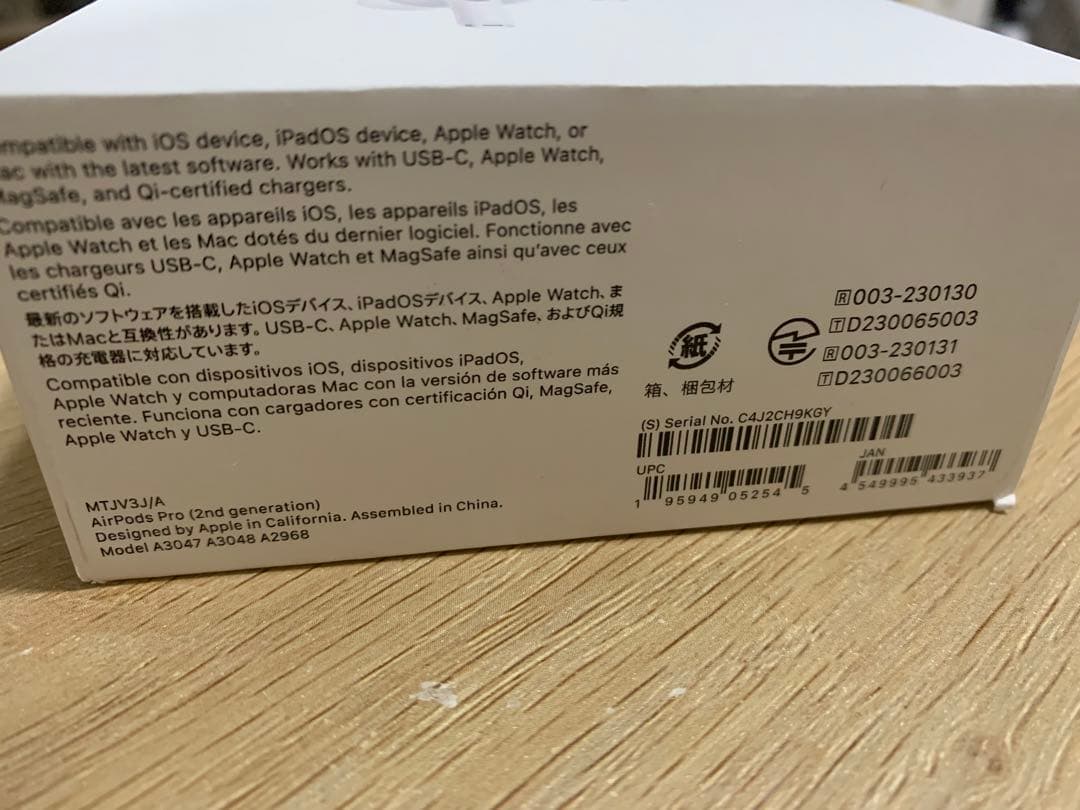 mpatible with iOS device, iPadOS device, Apple Watch, or
ac with the latest software. Works with USB-C, Apple Watch,
MagSafe, and Qi-certified chargers.
Compatible avec les appareils iOS, les appareils iPadOS, les
Apple Watch et les Mac dotés du dernier logiciel. Fonctionne avec
les chargeurs USB-C, Apple Watch et MagSafe ainsi qu'avec ceux
certifiés Qi.
最新のソフトウェアを搭載したiOSデバイス、iPadOSデバイス、Apple Watch、ま
たはMacと互換性があります。USB-C、Apple Watch、MagSafe、およびQi規
格の充電器に対応しています。
Compatible con dispositivos iOS, dispositivos iPadOS,
Apple Watch y computadoras Mac con la versión de software más
reciente. Funciona con cargadores con certificación Qi, MagSafe,
Apple Watch y USB-C.
MTJV3J/A
AirPods Pro (2nd generation)
Designed by Apple in California. Assembled in China.
Model A3047 A3048 A2968
紙
箱、梱包材
R 003-230130
T D230065003
R 003-230131
T D230066003
(S) Serial No. C4J2CH9KGY
UPC
1 95949 05254 5
JAN
4 549995 433937